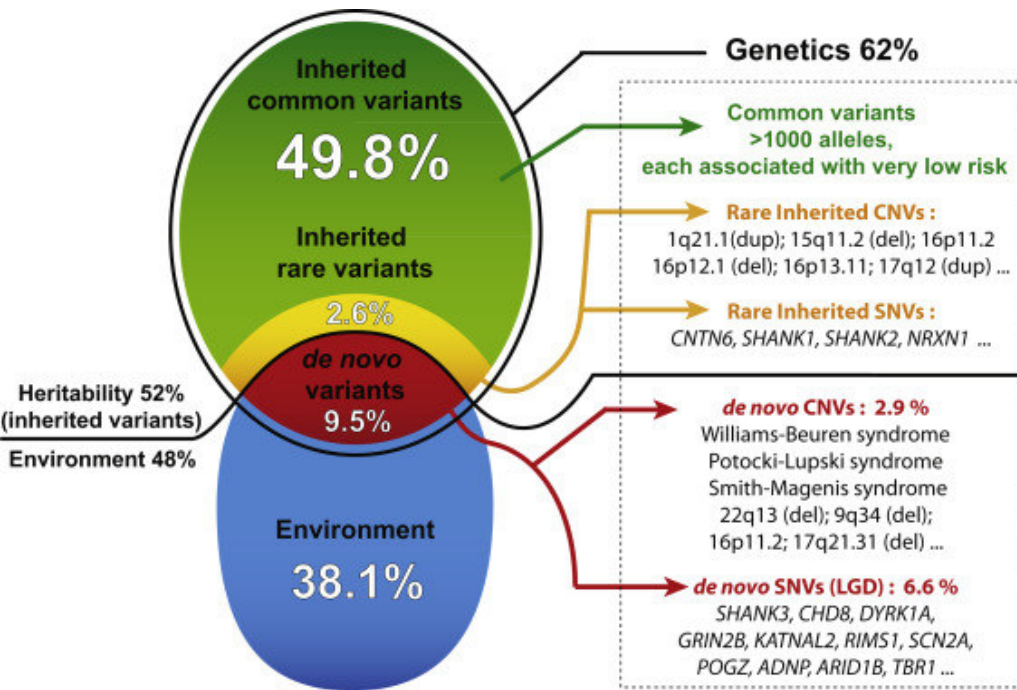 Inherited
common variants
49.8%
Inherited
rare variants
2.6%
de novo
variants
9.5%
Heritability 52%
(inherited variants)
Environment 48%
Environment
38.1%
Genetics 62%
Common variants
>1000 alleles,
each associated with very low risk
Rare Inherited CNVs :
1q21.1(dup); 15q11.2 (del); 16p11.2
16p12.1 (del); 16p13.11; 17q12 (dup) ...
Rare Inherited SNVs :
CNTN6, SHANK1, SHANK2, NRXN1 ...
de novo CNVs : 2.9 %
Williams-Beuren syndrome
Potocki-Lupski syndrome
Smith-Magenis syndrome
22q13 (del); 9q34 (del);
16p11.2; 17q21.31 (del) ...
de novo SNVs (LGD) : 6.6 %
SHANK3, CHD8, DYRK1A,
GRIN2B, KATNAL2, RIMS1, SCN2A,
POGZ, ADNP, ARID1B, TBR1 ...